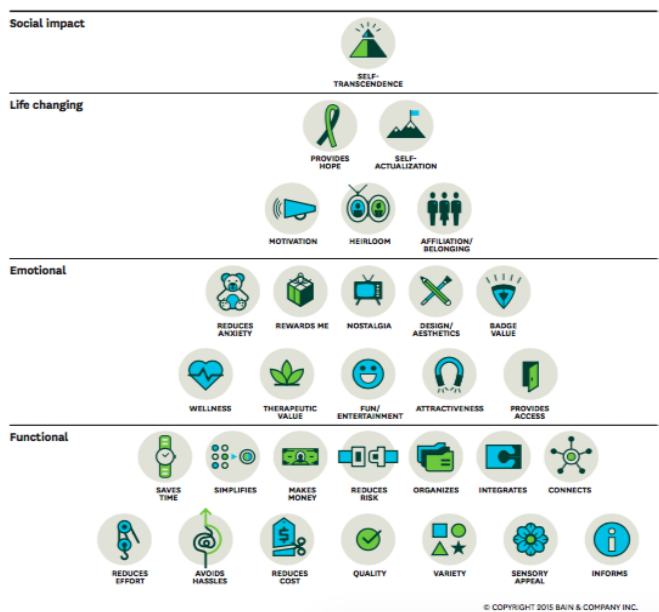 Social impact
SELF-
TRANSCENDENCE
Life changing
PROVIDES
HOPE
SELF-
ACTUALIZATION
MOTIVATION
HEIRLOOM
AFFILIATION/
BELONGING
Emotional
REDUCES
ANXIETY
REWARDS ME
NOSTALGIA
DESIGN/
AESTHETICS
BADGE
VALUE
WELLNESS
THERAPEUTIC
VALUE
FUN/
ENTERTAINMENT
ATTRACTIVENESS
PROVIDES
ACCESS
Functional
SAVES
TIME
SIMPLIFIES
MAKES
MONEY
REDUCES
RISK
ORGANIZES
INTEGRATES
CONNECTS
REDUCES
EFFORT
AVOIDS
HASSLES
$
REDUCES
COST
QUALITY
VARIETY
SENSORY
APPEAL
i
INFORMS
© COPYRIGHT 2015 BAIN & COMPANY INC.